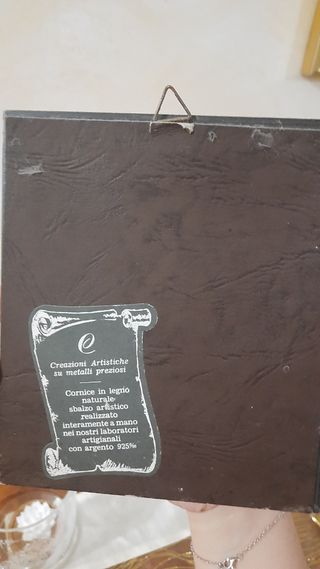 e
Creazioni Artistiche
su metalli preziosi
Cornice in legno
naturale
sbalzo artistico
realizzato
interamente a mano
nei nostri laboratori
artigianali
con argento 925‰